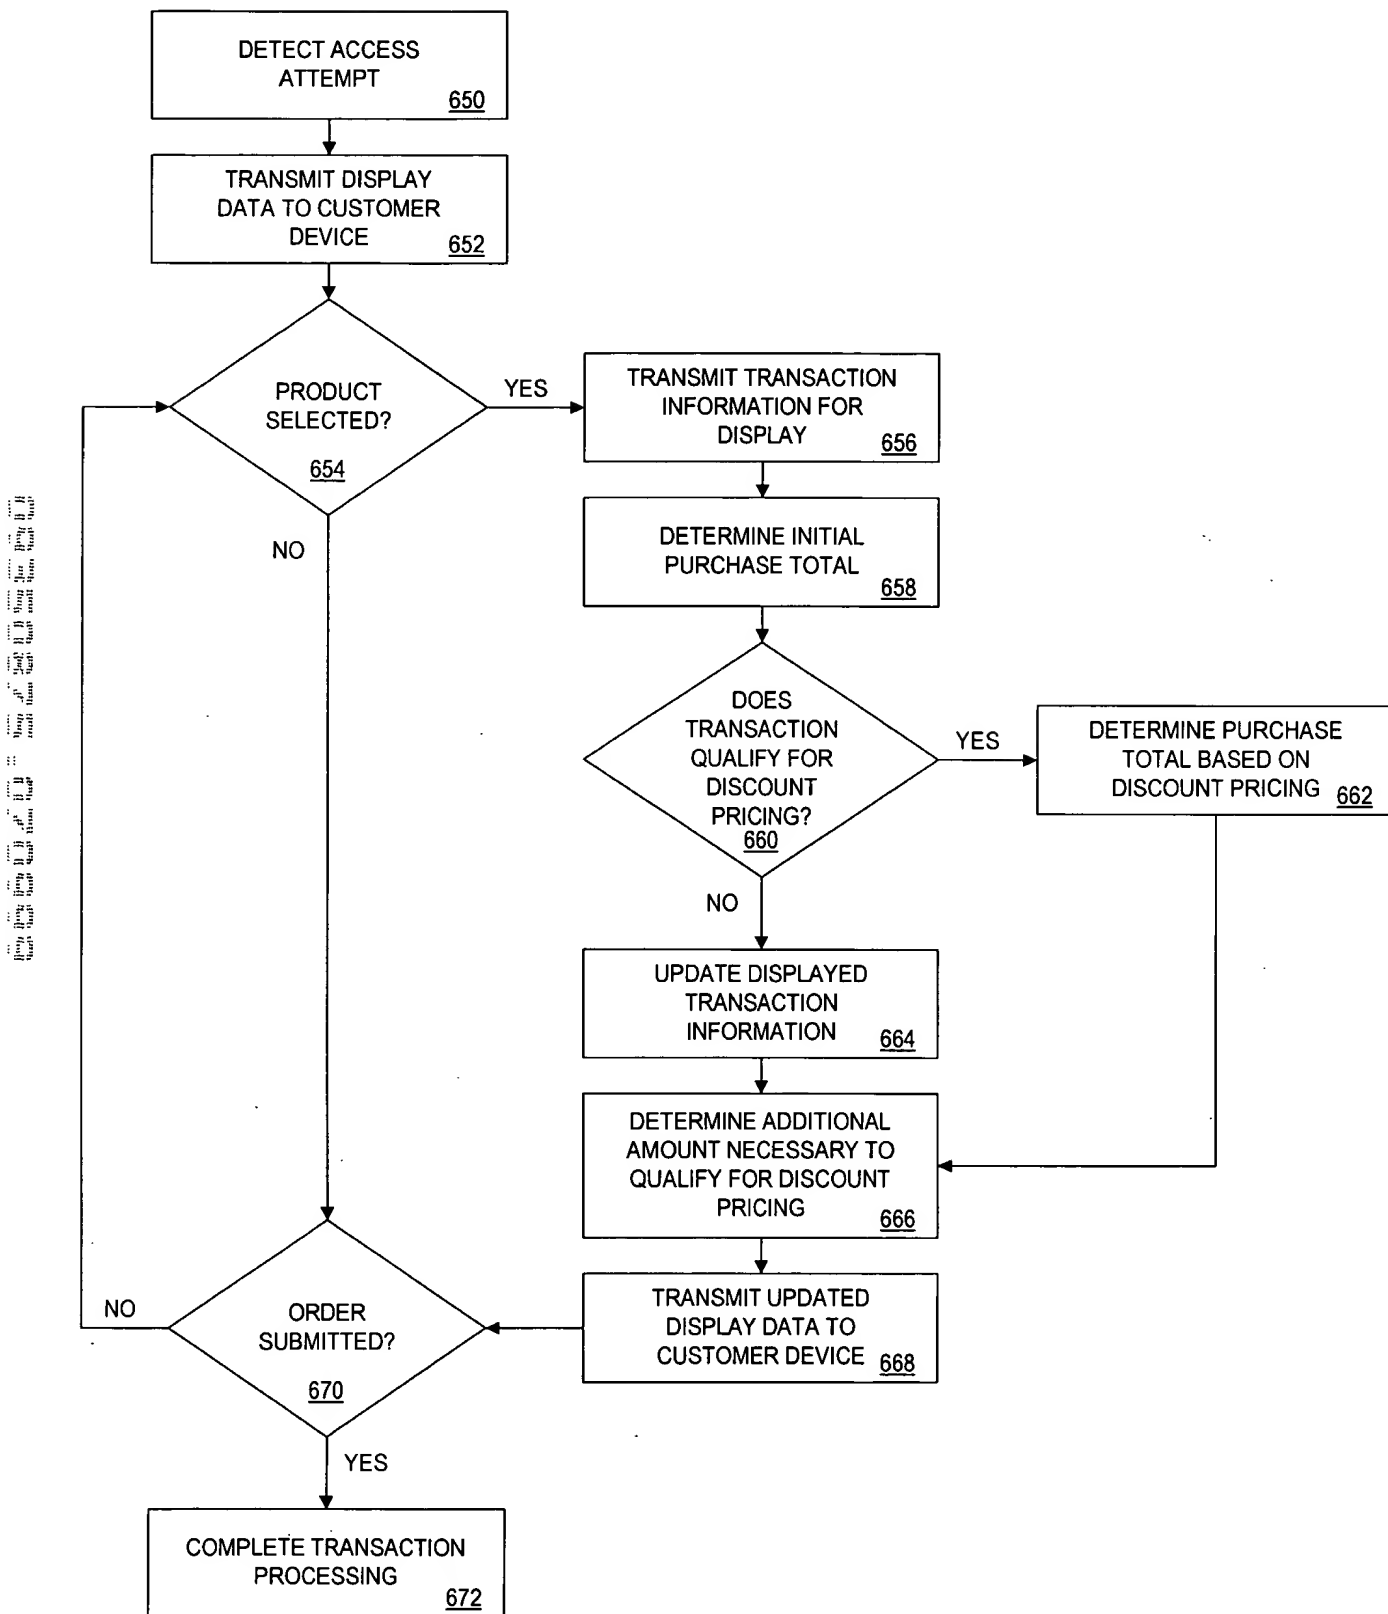 DETECT ACCESS
ATTEMPT
650
TRANSMIT DISPLAY
DATA TO CUSTOMER
DEVICE
652
PRODUCT
SELECTED?
654
YES
NO
TRANSMIT TRANSACTION
INFORMATION FOR
DISPLAY
656
DETERMINE INITIAL
PURCHASE TOTAL
658
DOES
TRANSACTION
QUALIFY FOR
DISCOUNT
PRICING?
660
YES
DETERMINE PURCHASE
TOTAL BASED ON
DISCOUNT PRICING
662
NO
UPDATE DISPLAYED
TRANSACTION
INFORMATION
664
DETERMINE ADDITIONAL
AMOUNT NECESSARY TO
QUALIFY FOR DISCOUNT
PRICING
666
TRANSMIT UPDATED
DISPLAY DATA TO
CUSTOMER DEVICE
668
ORDER
SUBMITTED?
670
NO
YES
COMPLETE TRANSACTION
PROCESSING
672